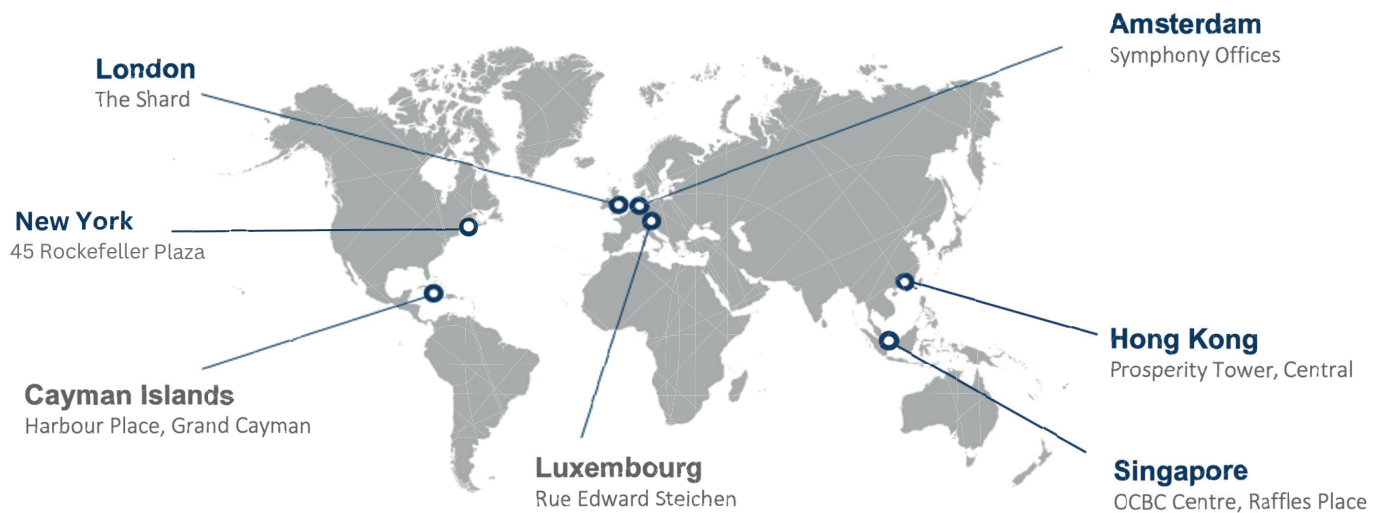 London
The Shard
Amsterdam
Symphony Offices
New York
45 Rockefeller Plaza
Hong Kong
Prosperity Tower, Central
Cayman Islands
Harbour Place, Grand Cayman
Luxembourg
Rue Edward Steichen
Singapore
OCBC Centre, Raffles Place